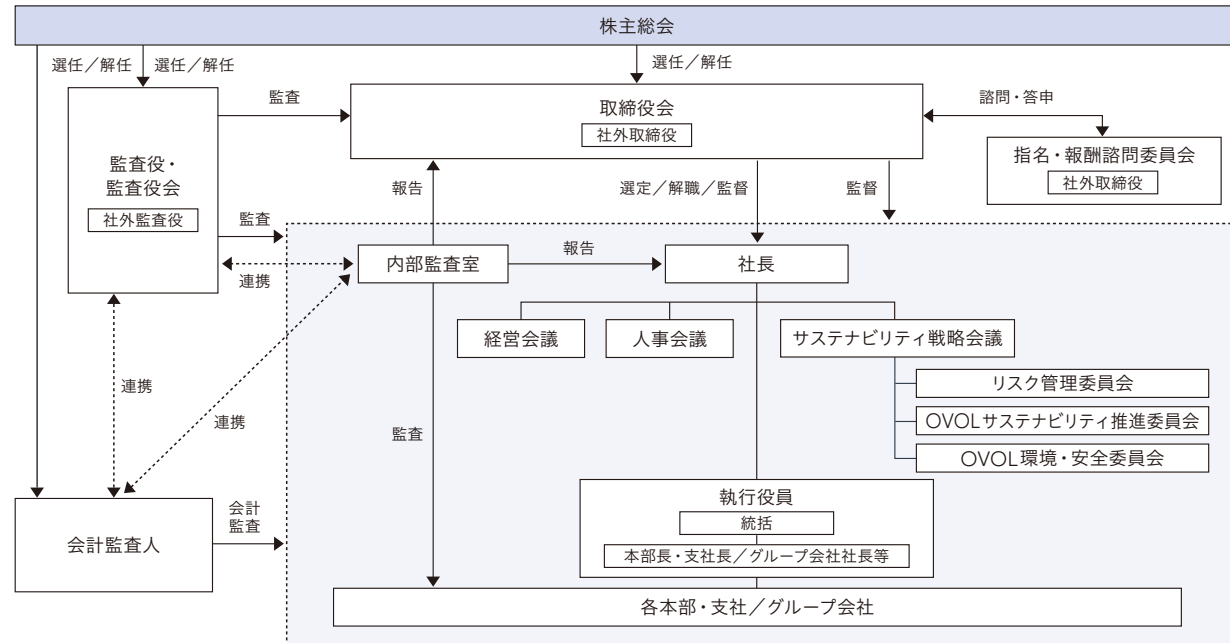 株主総会
選任／解任
選任／解任
選任／解任
監査
取締役会
社外取締役
諮問・答申
指名・報酬諮問委員会
社外取締役
監査役・
監査役会
社外監査役
監査
報告
選定／解職／監督
監督
内部監査室
報告
社長
連携
経営会議
人事会議
サステナビリティ戦略会議
リスク管理委員会
OVOLサステナビリティ推進委員会
OVOL環境・安全委員会
連携
連携
監査
執行役員
統括
本部長・支社長／グループ会社社長等
会計監査人
会計
監査
各本部・支社／グループ会社